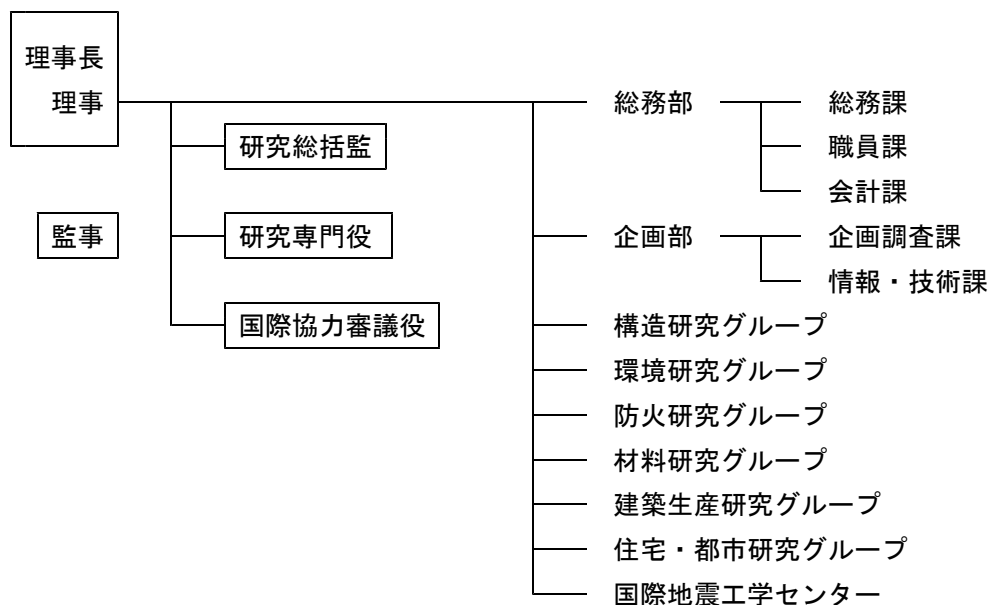 理事長
理事
総務部
総務課
研究総括監
職員課
会計課
監事
研究専門役
企画部
企画調査課
情報・技術課
国際協力審議役
構造研究グループ
環境研究グループ
防火研究グループ
材料研究グループ
建築生産研究グループ
住宅・都市研究グループ
国際地震工学センター